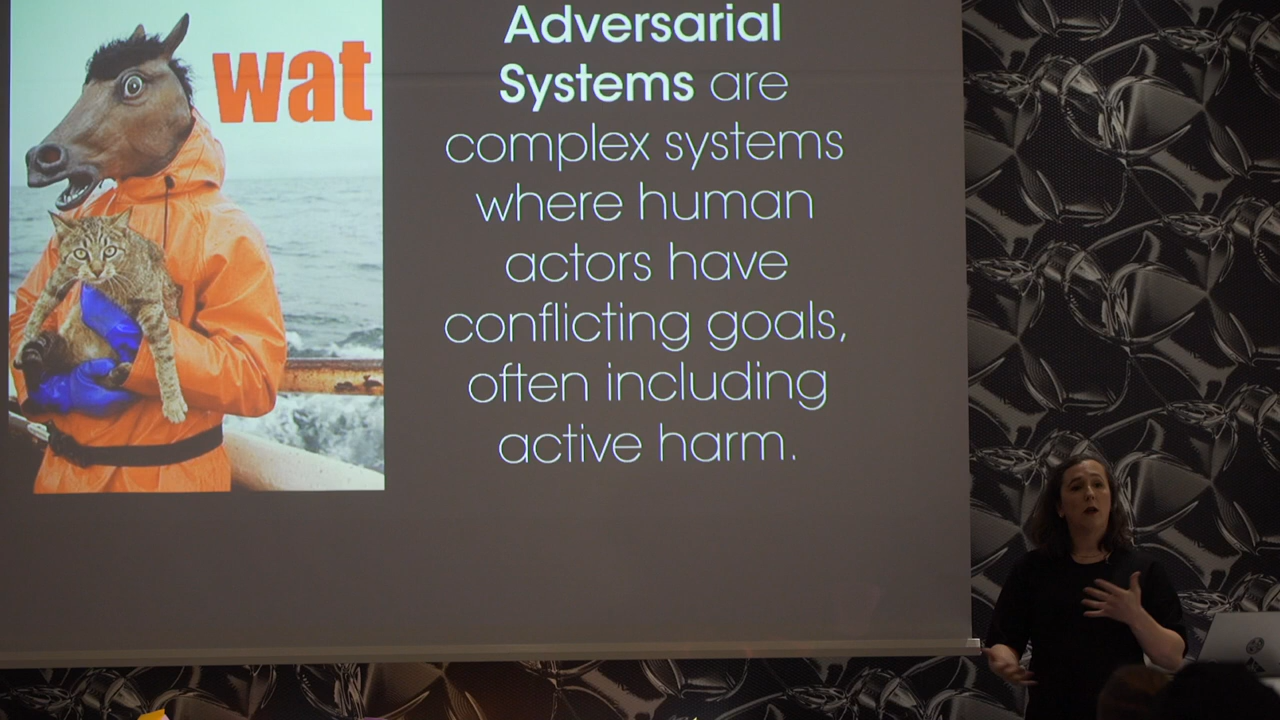 wat
Adversarial
Systems are
complex systems
where human
actors have
conflicting goals,
often including
active harm.